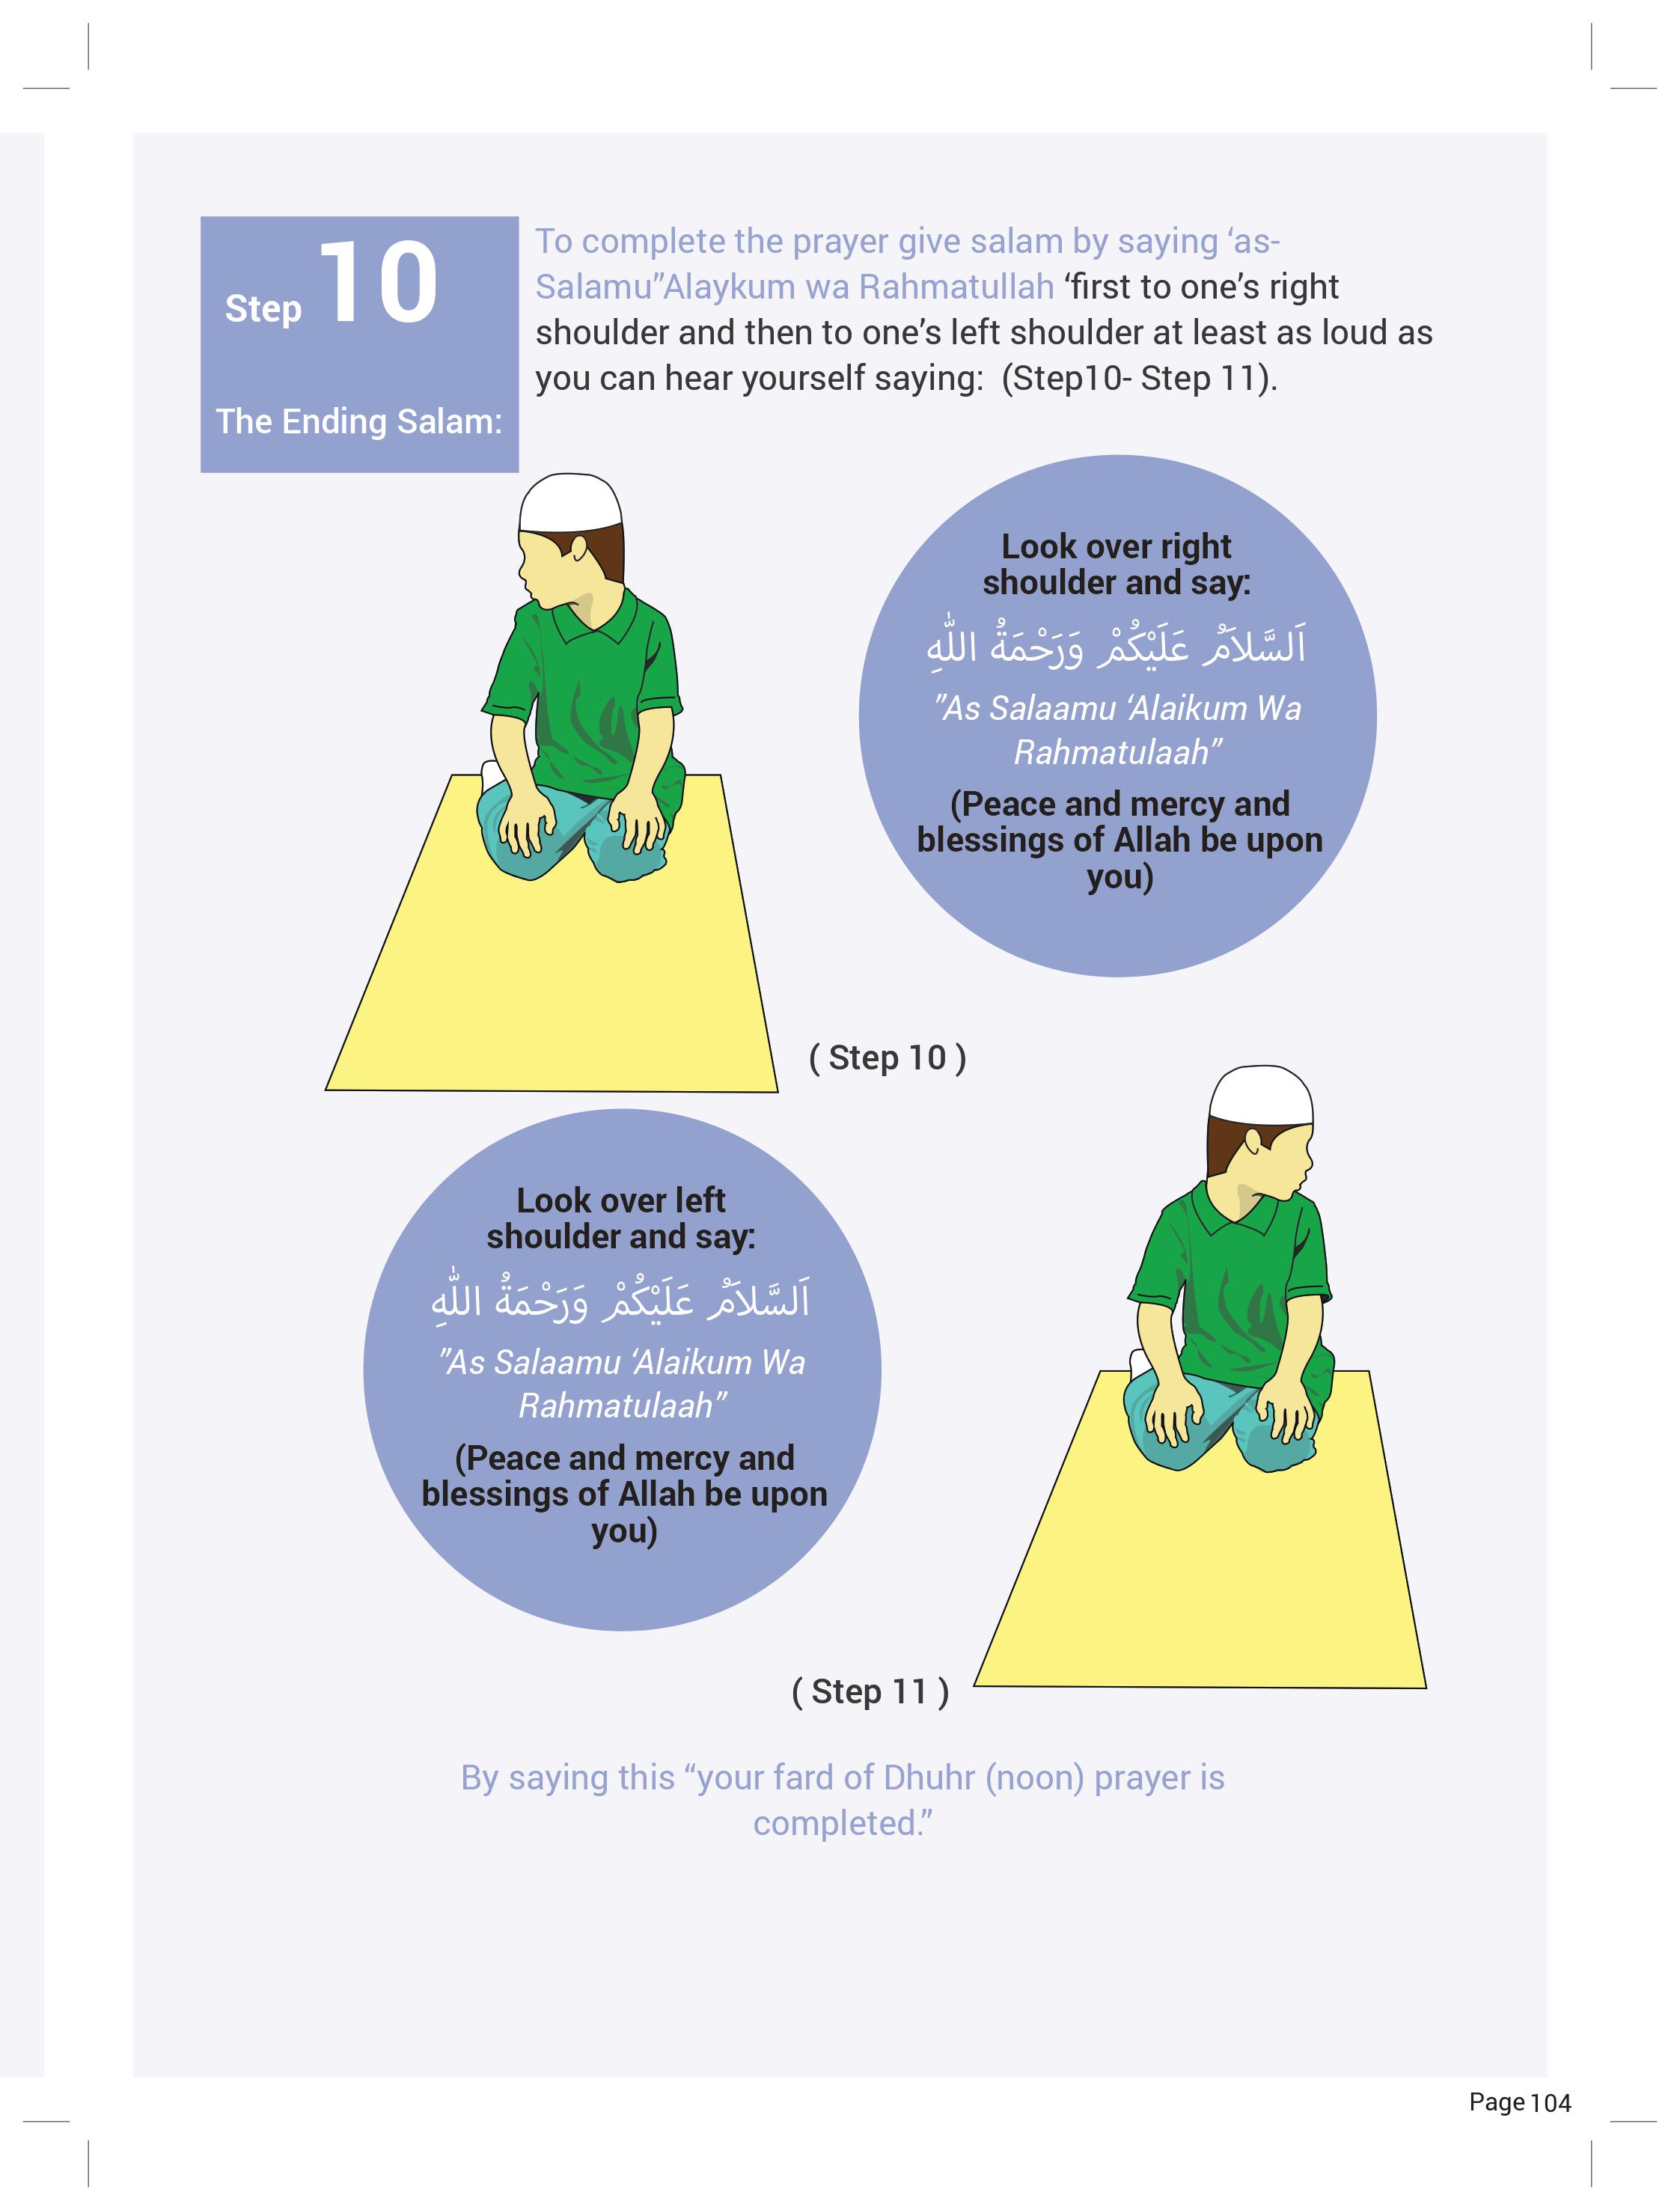 Step 10
The Ending Salam:
To complete the prayer give salam by saying ‘as-
Salamu”Alaykum wa Rahmatullah ‘first to one’s right
shoulder and then to one’s left shoulder at least as loud as
you can hear yourself saying:  (Step10- Step 11).
Look over right
shoulder and say:
اَلسَّلاَمُ عَلَيْكُمْ وَرَحْمَةُ اللّٰهِ
”As Salaamu ‘Alaikum Wa
Rahmatulaah”
(Peace and mercy and
blessings of Allah be upon
you)
( Step 10 )
Look over left
shoulder and say:
اَلسَّلاَمُ عَلَيْكُمْ وَرَحْمَةُ اللّٰهِ
”As Salaamu ‘Alaikum Wa
Rahmatulaah”
(Peace and mercy and
blessings of Allah be upon
you)
( Step 11 )
By saying this “your fard of Dhuhr (noon) prayer is
completed.”
Page 104